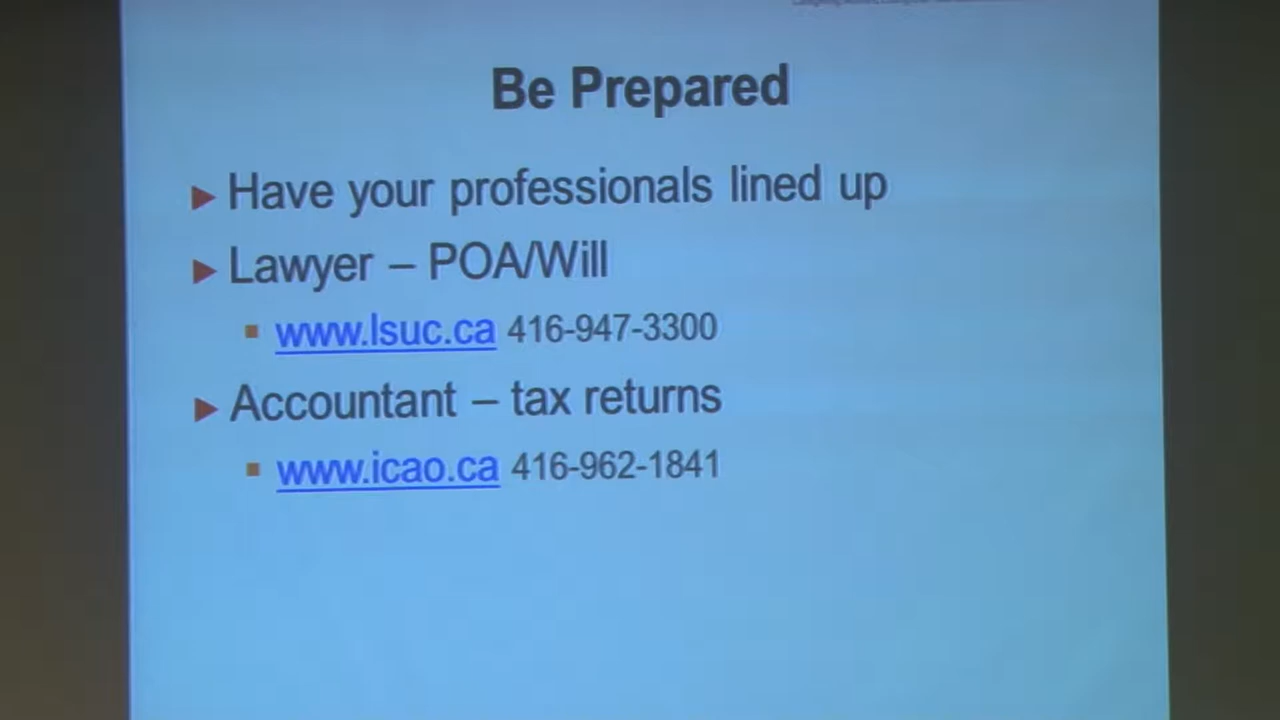 Be Prepared
► Have your professionals lined up
► Lawyer – POA/Will
▪ www.lsuc.ca 416-947-3300
► Accountant – tax returns
▪ www.icao.ca 416-962-1841